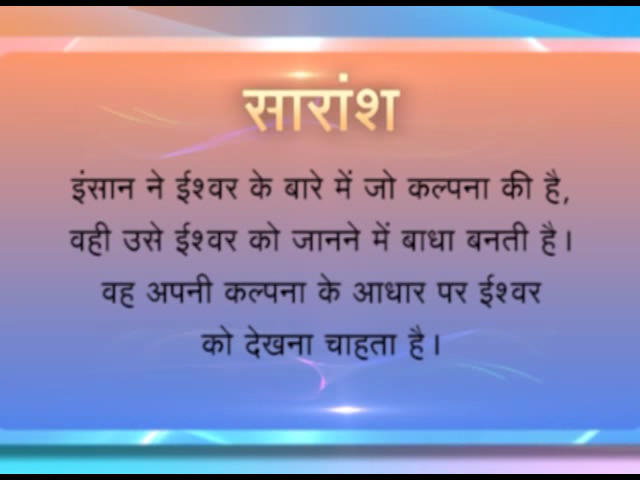 सारांश
इंसान ने ईश्वर के बारे में जो कल्पना की है,
वही उसे ईश्वर को जानने में बाधा बनती है।
वह अपनी कल्पना के आधार पर ईश्वर
को देखना चाहता है।